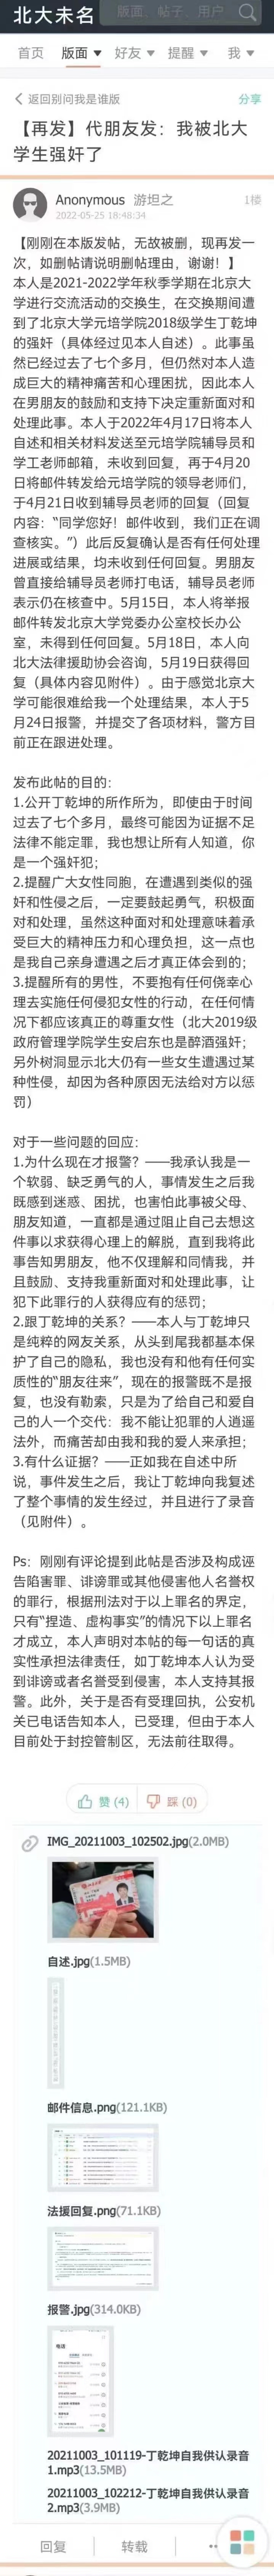 北大未名
版面、帖子、用户
首页 版面 ▼ 好友 ▼ 提醒 ▼ 我 ▼
返回别问我是谁版 分享
【再发】代朋友发：我被北大
学生强奸了
Anonymous 游坦之 1楼
2022-05-25 18:48:34
【刚刚在本版发帖，无故被删，现再发一
次，如删帖请说明删帖理由，谢谢！】
本人是2021-2022学年秋季学期在北京大
学进行交流活动的交换生，在交换期间遭
到了北京大学元培学院2018级学生丁乾坤
的强奸（具体经过见本人自述）。此事虽
然已经过去了七个多月，但仍然对本人造
成巨大的精神痛苦和心理困扰，因此本人
在男朋友的鼓励和支持下决定重新面对和
处理此事。本人于2022年4月17日将本人
自述和相关材料发送至元培学院辅导员和
学工老师邮箱，未收到回复，再于4月20
日将邮件转发给元培学院的领导老师们，
于4月21日收到辅导员老师的回复（回复
内容：“同学您好！邮件收到，我们正在调
查核实。”）此后反复确认是否有任何处理
进展或结果，均未收到任何回复。男朋友
曾直接给辅导员老师打电话，辅导员老师
表示仍在核查中。5月15日，本人将举报
邮件转发北京大学党委办公室校长办公
室，未得到任何回复。5月18日，本人向
北大法律援助协会咨询，5月19日获得回
复（具体内容见附件）。由于感觉北京大
学可能很难给我一个处理结果，本人于5
月24日报警，并提交了各项材料，警方目
前正在跟进处理。
发布此帖的目的：
1.公开丁乾坤的所作所为，即使由于时间
过去了七个多月，最终可能因为证据不足
法律不能定罪，我也想让所有人知道，你
是一个强奸犯；
2.提醒广大女性同胞，在遭遇到类似的强
奸和性侵之后，一定要鼓起勇气，积极面
对和处理，虽然这种面对和处理意味着承
受巨大的精神压力和心理负担，这一点也
是我自己亲身遭遇之后才真正体会到的；
3.提醒所有的男性，不要抱有任何侥幸心
理去实施任何侵犯女性的行动，在任何情
况下都应该真正的尊重女性（北大2019级
政府管理学院学生安启东也是醉酒强奸；
另外树洞显示北大仍有一些女生遭遇过某
种性侵，却因为各种原因无法给对方以惩
罚）
对于一些问题的回应：
1.为什么现在才报警？——我承认我是一
个软弱、缺乏勇气的人，事情发生之后我
既感到迷惑、困扰，也害怕此事被父母、
朋友知道，一直都是通过阻止自己去想这
件事以求获得心理上的解脱，直到我将此
事告知男朋友，他不仅理解和同情我，并
且鼓励、支持我重新面对和处理此事，让
犯下此罪行的人获得应有的惩罚；
2.跟丁乾坤的关系？——本人与丁乾坤只
是纯粹的网友关系，从头到尾我都基本保
护了自己的隐私，我也没有和他有任何实
质性的“朋友往来”，现在的报警既不是报
复，也没有勒索，只是为了给自己和爱自
己的人一个交代：我不能让犯罪的人逍遥
法外，而痛苦却由我和我的爱人来承担；
3.有什么证据？——正如我在自述中所
说，事件发生之后，我让丁乾坤向我复述
了整个事情的发生经过，并且进行了录音
（见附件）。
Ps：刚刚有评论提到此帖是否涉及构成诬
告陷害罪、诽谤罪或其他侵害他人名誉权
的罪行，根据刑法对于以上罪名的界定，
只有“捏造、虚构事实”的情况下以上罪名
才成立，本人声明对本帖的每一句话的真
实性承担法律责任，如丁乾坤本人认为受
到诽谤或者名誉受到侵害，本人支持其报
警。此外，关于是否有受理回执，公安机
关已电话告知本人，已受理，但由于本人
目前处于封控管制区，无法前往取得。
赞 (4) 踩 (0)
IMG_20211003_102502.jpg(2.0MB)
自述.jpg(1.5MB)
邮件信息.png(121.1KB)
法援回复.png(71.1KB)
报警.jpg(314.0KB)
电话
20211003_101119-丁乾坤自我供认录音
1.mp3(13.5MB)
20211003_102212-丁乾坤自我供认录音
2.mp3(3.9MB)
回复 转载